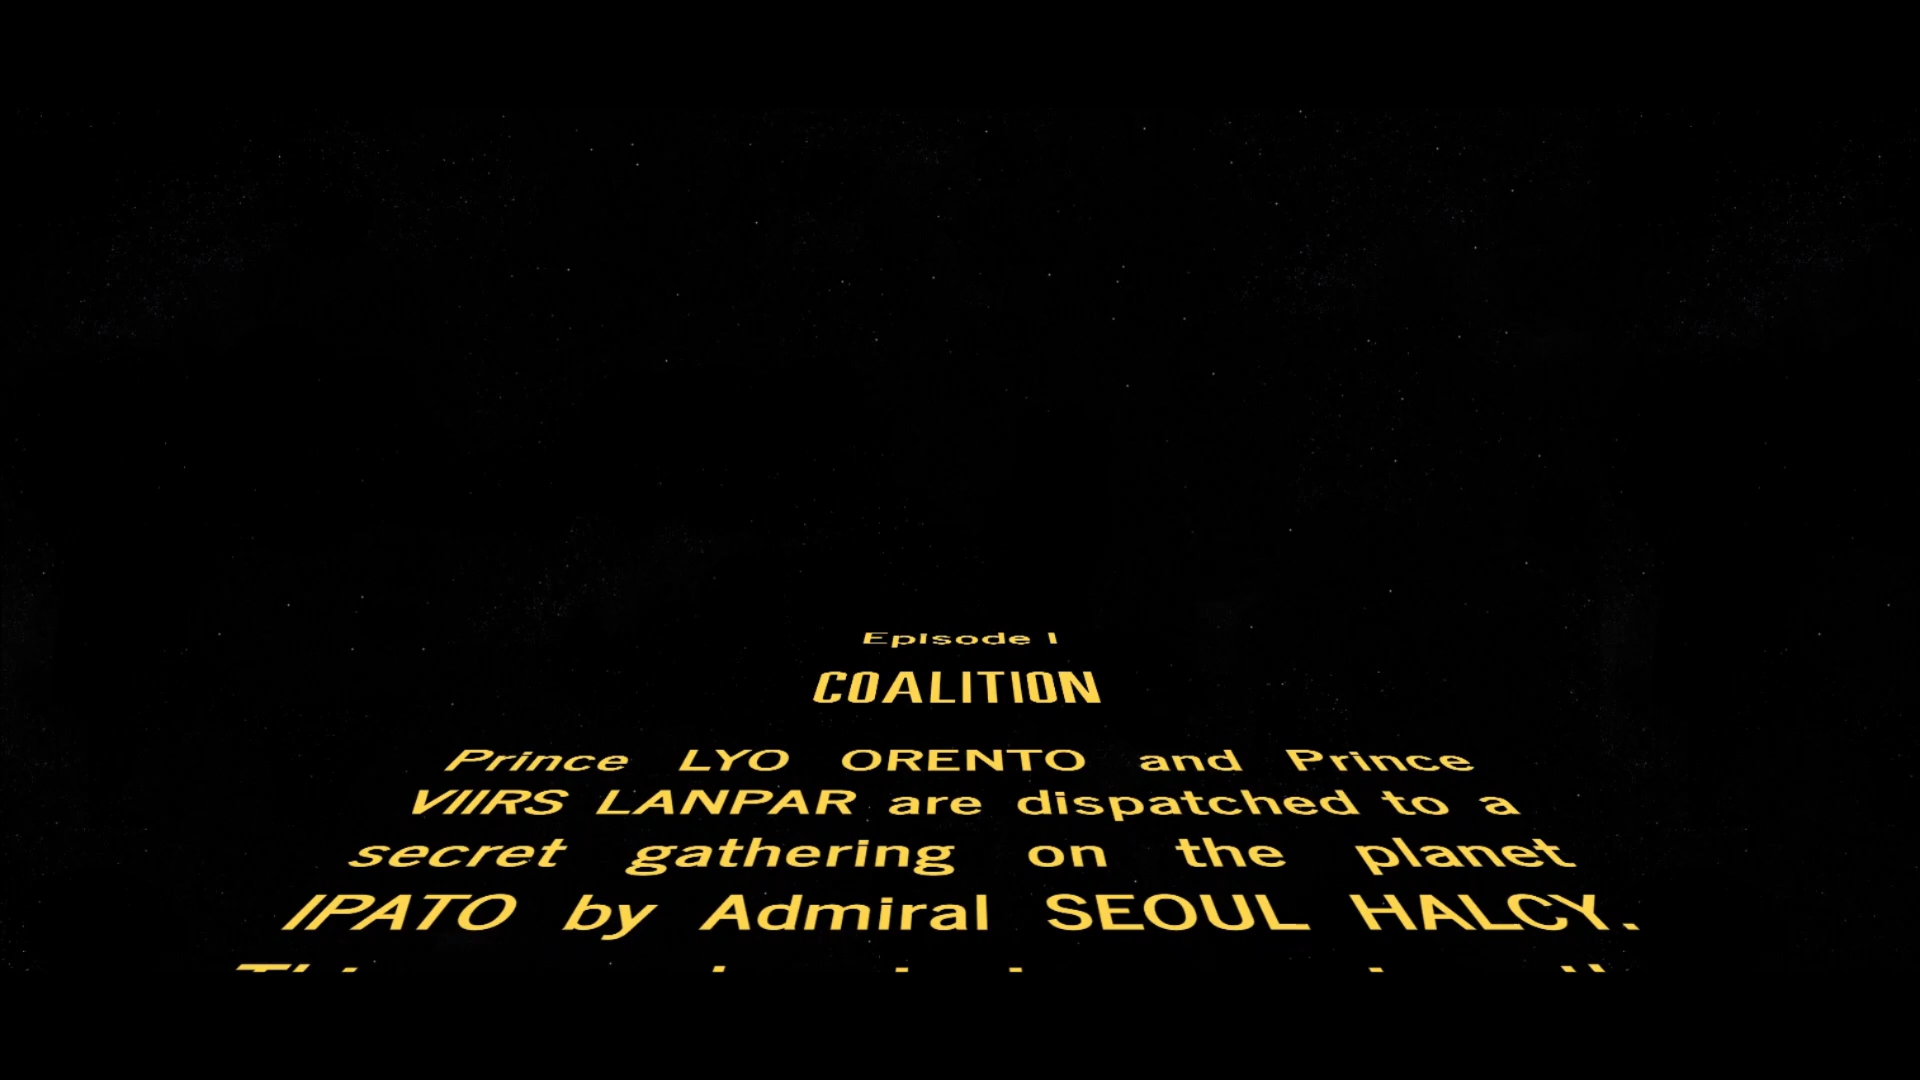 Episode I
COALITION
Prince LYO ORENTO and Prince
VIIRS LANPAR are dispatched to a
secret gathering on the planet
IPATO by Admiral SEOUL HALCY.